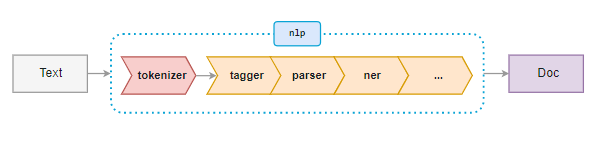 nlp
Text
tokenizer
tagger
parser
ner
...
Doc